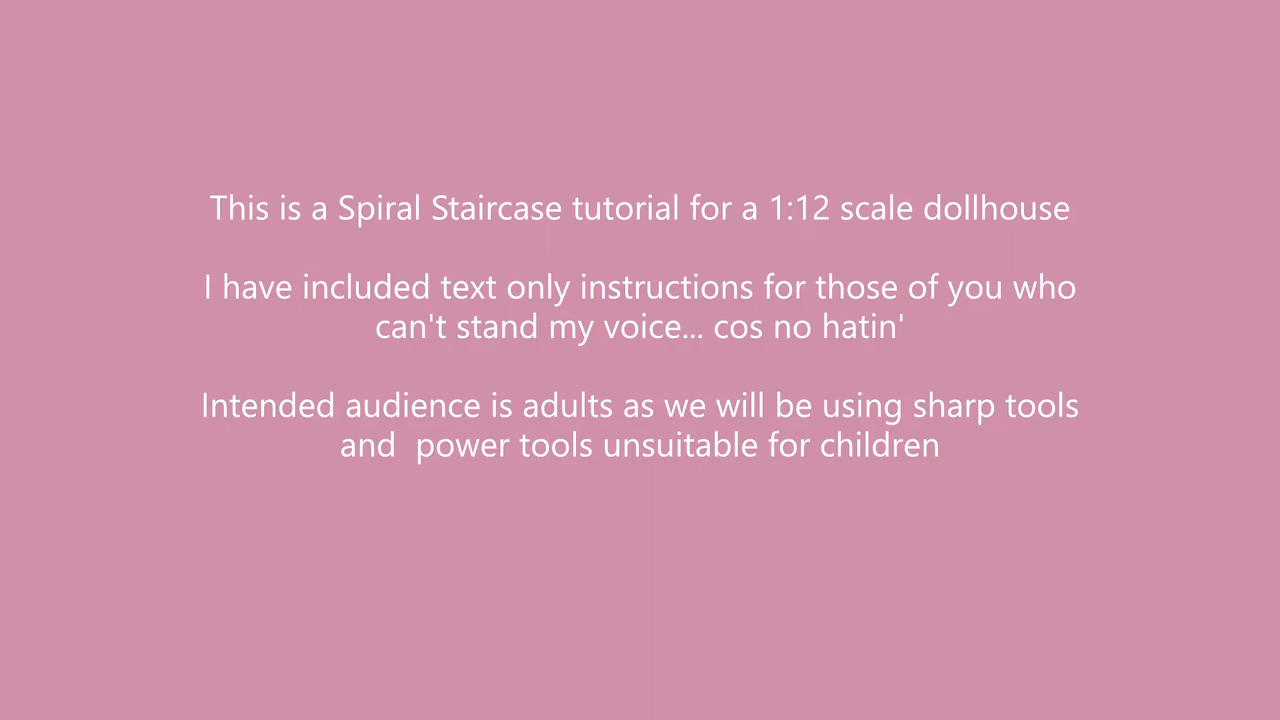 This is a Spiral Staircase tutorial for a 1:12 scale dollhouse
I have included text only instructions for those of you who
can't stand my voice... cos no hatin'
Intended audience is adults as we will be using sharp tools
and  power tools unsuitable for children